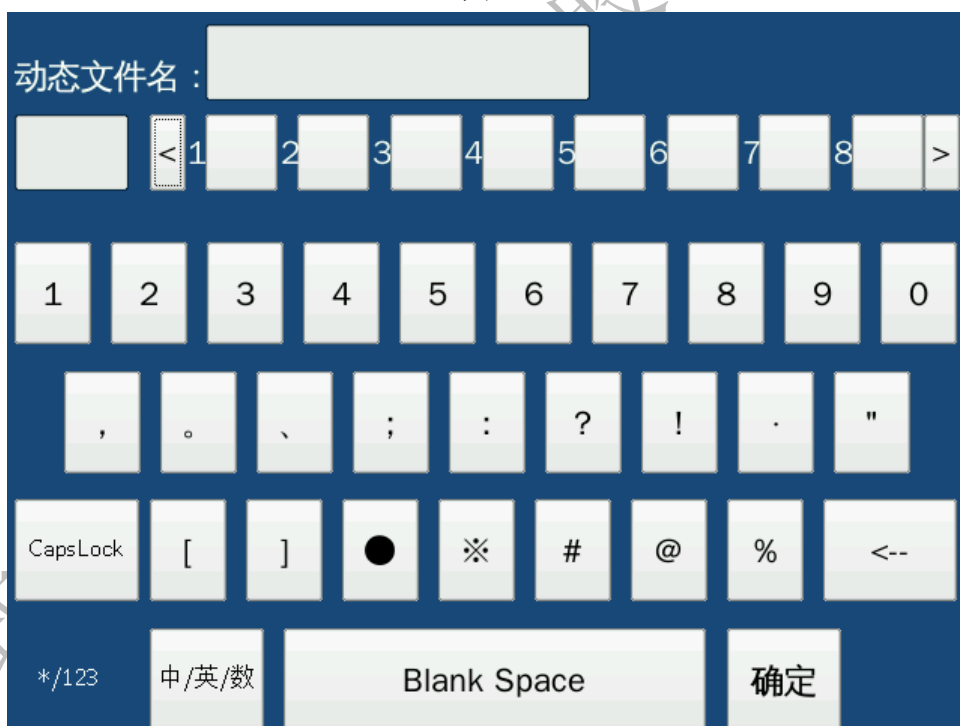 动态文件名：
< 1 2 3 4 5 6 7 8 >
1 2 3 4 5 6 7 8 9 0
， 。 、 ； ： ? ! · "
CapsLock [ ] ● ※ # @ % <--
*/123 中/英/数 Blank Space 确定